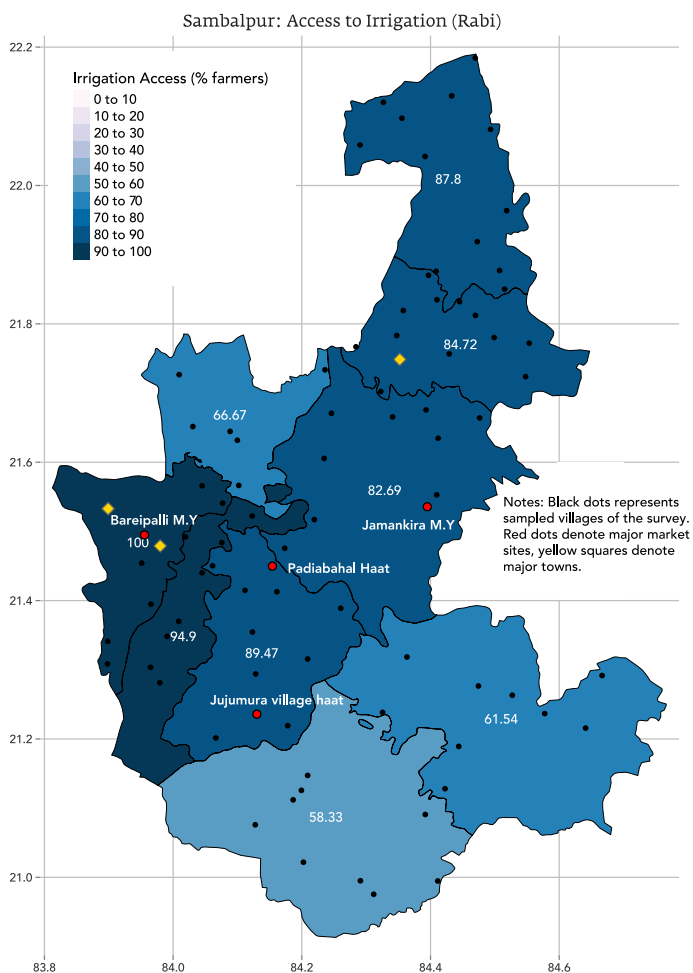 Sambalpur: Access to Irrigation (Rabi)
22.2
Irrigation Access (% farmers)
0 to 10
10 to 20
20 to 30
30 to 40
40 to 50
50 to 60
60 to 70
70 to 80
80 to 90
90 to 100
87.8
22.0
21.8
84.72
66.67
21.6
82.69
Notes: Black dots represents
sampled villages of the survey.
Red dots denote major market
sites, yellow squares denote
major towns.
Bareipalli M.Y
Jamankira M.Y
100
Padiabahal Haat
21.4
94.9
89.47
Jujumura village haat
61.54
21.2
58.33
21.0
83.8
84.0
84.2
84.4
84.6